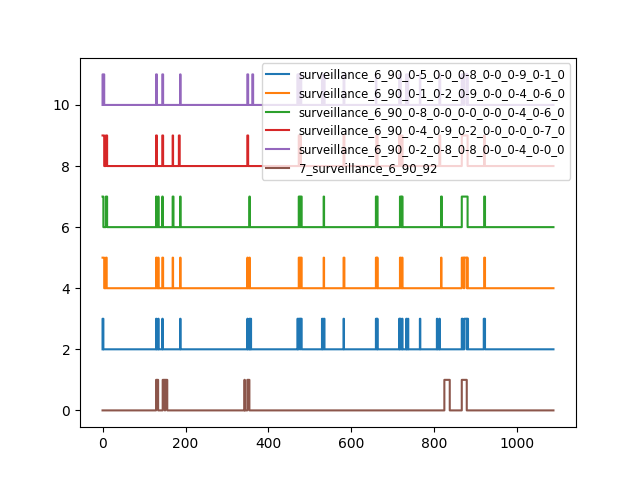 surveillance_6_90_0-5_0-0_0-8_0-0_0-9_0-1_0
surveillance_6_90_0-1_0-2_0-9_0-0_0-4_0-6_0
surveillance_6_90_0-8_0-0_0-0_0-0_0-4_0-6_0
surveillance_6_90_0-4_0-9_0-2_0-0_0-0_0-7_0
surveillance_6_90_0-2_0-8_0-8_0-0_0-4_0-0_0
7_surveillance_6_90_92
10
8
6
4
2
0
0 200 400 600 800 1000